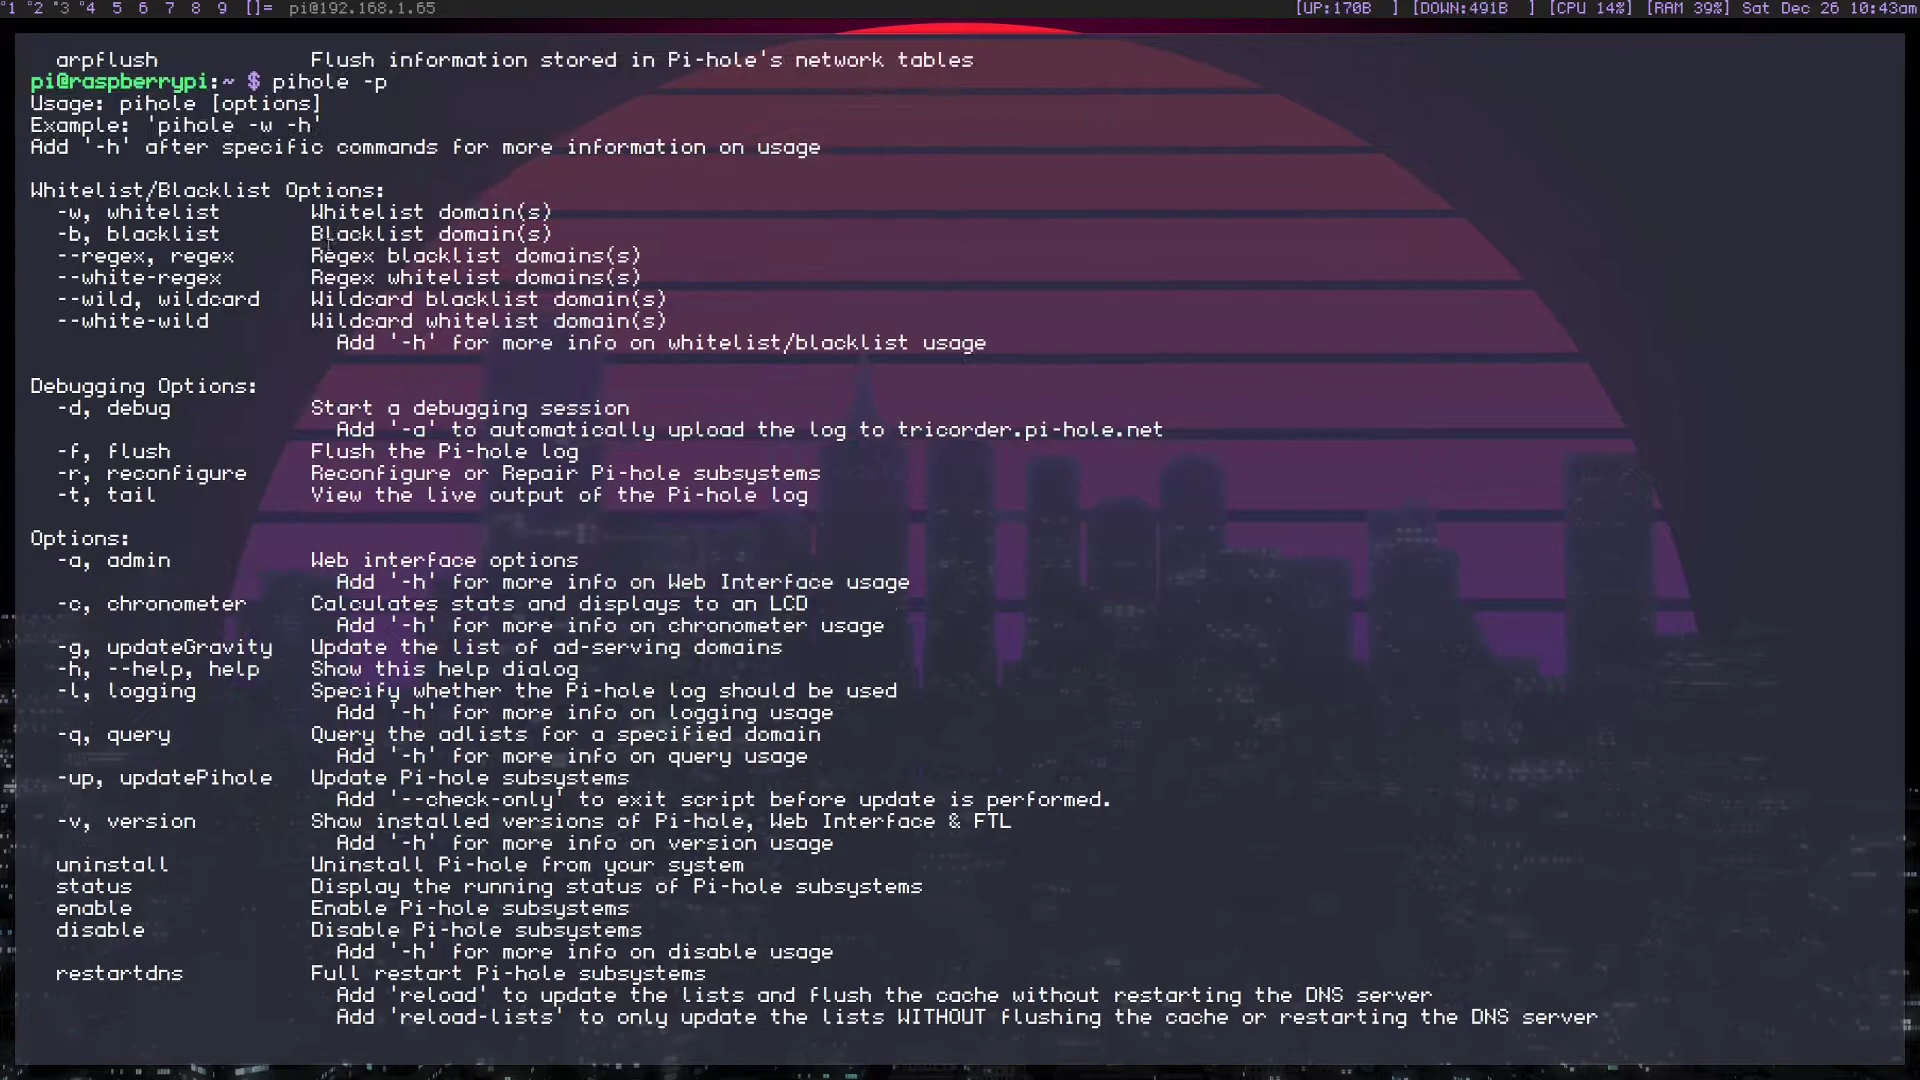 °1 °2 °3 °4 5 6 7 8 9 []= pi@192.168.1.65 [UP:170B ] [DOWN:491B ] [CPU 14%] [RAM 39%] Sat Dec 26 10:43am
arpflush Flush information stored in Pi-hole's network tables
pi@raspberrypi:~ $ pihole -p
Usage: pihole [options]
Example: 'pihole -w -h'
Add '-h' after specific commands for more information on usage
Whitelist/Blacklist Options:
-w, whitelist Whitelist domain(s)
-b, blacklist Blacklist domain(s)
--regex, regex Regex blacklist domains(s)
--white-regex Regex whitelist domains(s)
--wild, wildcard Wildcard blacklist domain(s)
--white-wild Wildcard whitelist domain(s)
Add '-h' for more info on whitelist/blacklist usage
Debugging Options:
-d, debug Start a debugging session
Add '-a' to automatically upload the log to tricorder.pi-hole.net
-f, flush Flush the Pi-hole log
-r, reconfigure Reconfigure or Repair Pi-hole subsystems
-t, tail View the live output of the Pi-hole log
Options:
-a, admin Web interface options
Add '-h' for more info on Web Interface usage
-c, chronometer Calculates stats and displays to an LCD
Add '-h' for more info on chronometer usage
-g, updateGravity Update the list of ad-serving domains
-h, --help, help Show this help dialog
-l, logging Specify whether the Pi-hole log should be used
Add '-h' for more info on logging usage
-q, query Query the adlists for a specified domain
Add '-h' for more info on query usage
-up, updatePihole Update Pi-hole subsystems
Add '--check-only' to exit script before update is performed.
-v, version Show installed versions of Pi-hole, Web Interface & FTL
Add '-h' for more info on version usage
uninstall Uninstall Pi-hole from your system
status Display the running status of Pi-hole subsystems
enable Enable Pi-hole subsystems
disable Disable Pi-hole subsystems
Add '-h' for more info on disable usage
restartdns Full restart Pi-hole subsystems
Add 'reload' to update the lists and flush the cache without restarting the DNS server
Add 'reload-lists' to only update the lists WITHOUT flushing the cache or restarting the DNS server